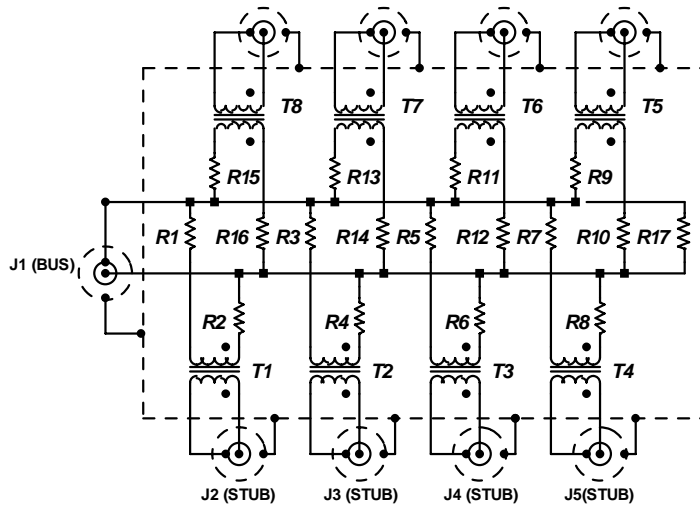 T8 T7 T6 T5
R15 R13 R11 R9
R1 R16 R3 R14 R5 R12 R7 R10 R17
J1 (BUS)
R2 R4 R6 R8
T1 T2 T3 T4
J2 (STUB) J3 (STUB) J4 (STUB) J5(STUB)